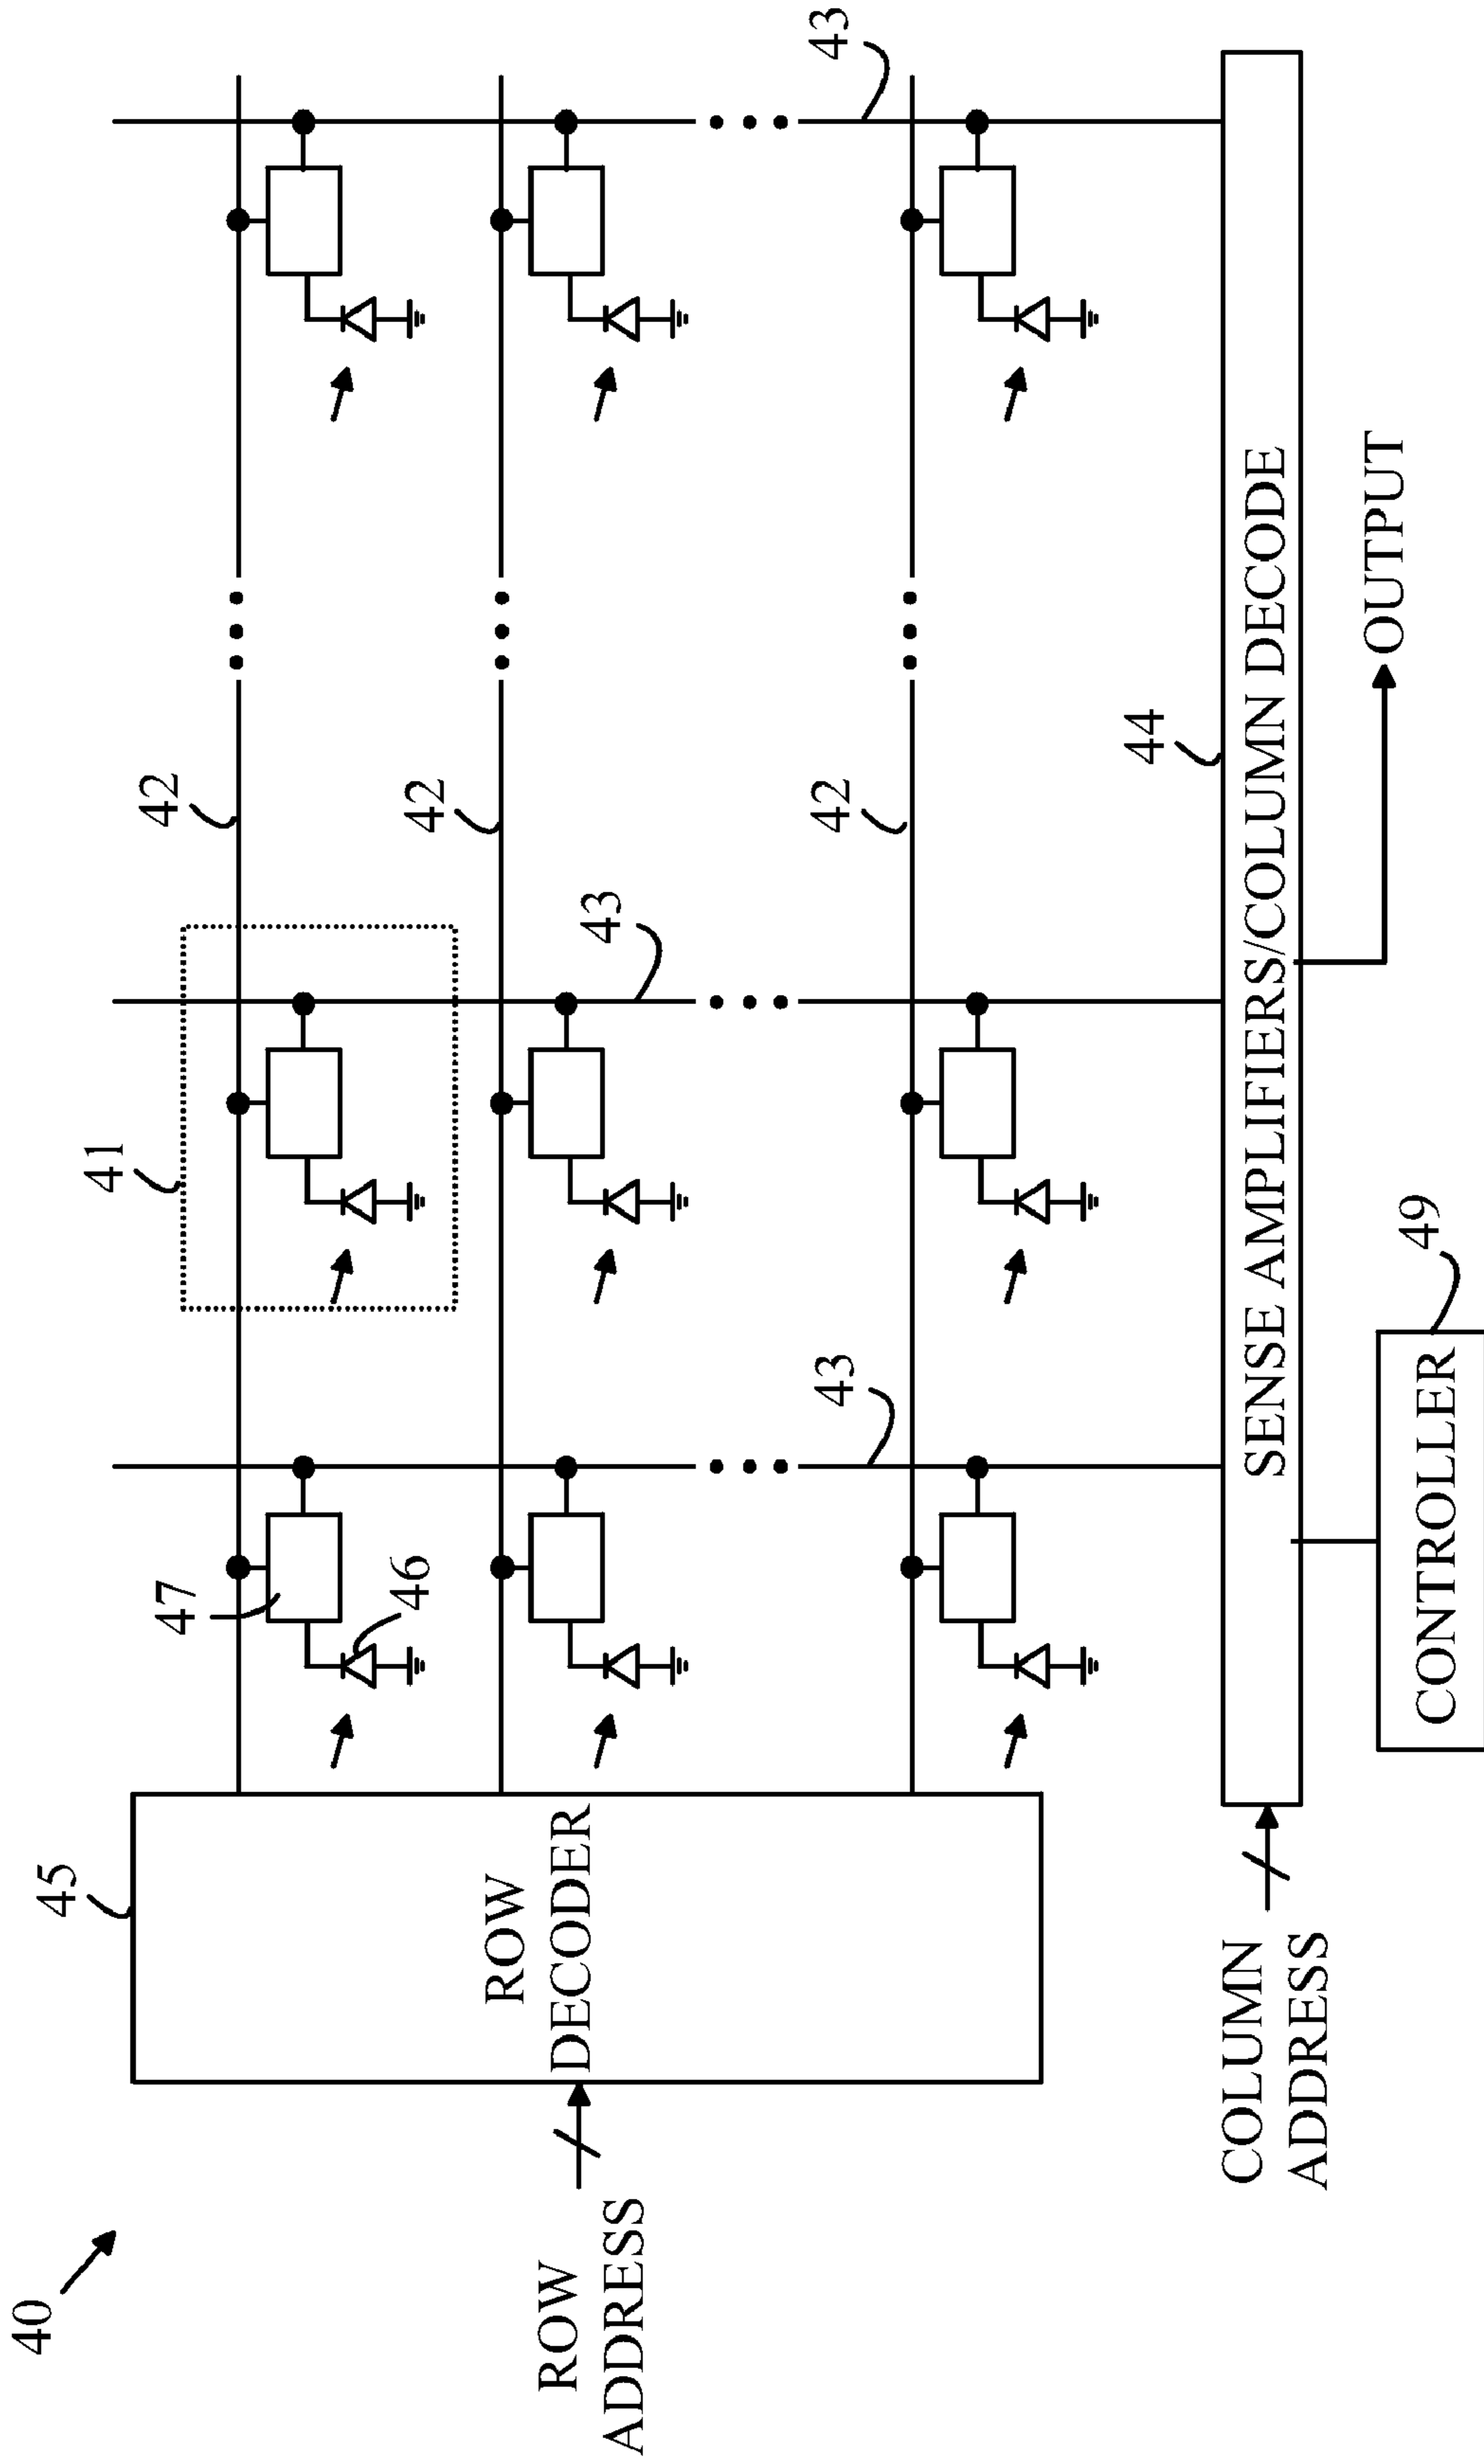 40
45
ROW
DECODER
ROW
ADDRESS
47
46
41
42
43
42
43
42
43
44
SENSE AMPLIFIERS/COLUMN DECODE
COLUMN
ADDRESS
CONTROLLER
49
OUTPUT